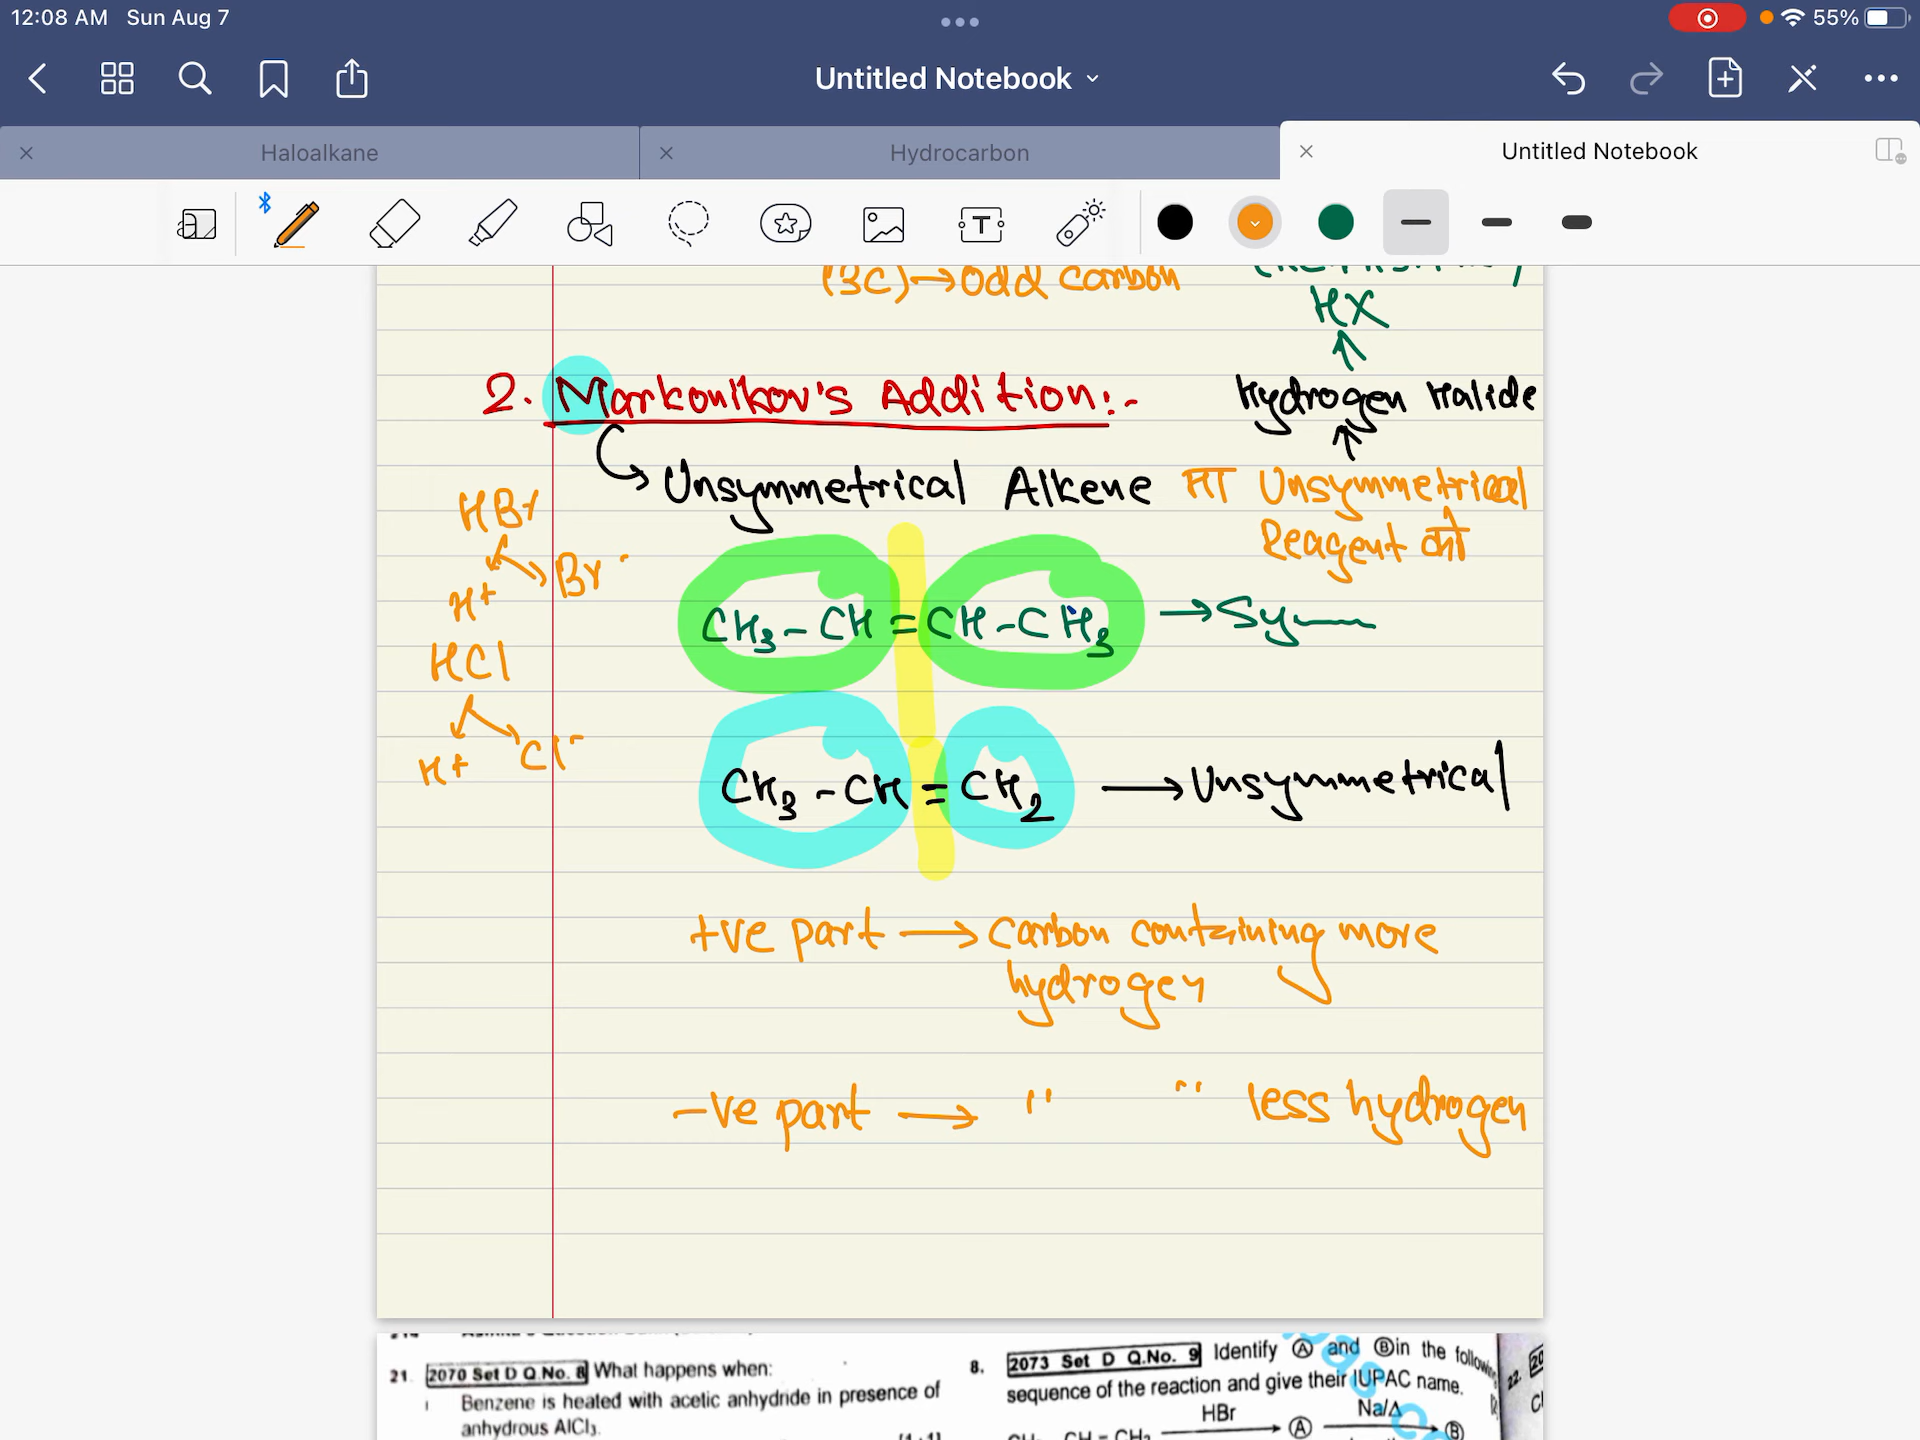 12:08 AM Sun Aug 7
55%
Untitled Notebook
Haloalkane
Hydrocarbon
Untitled Notebook
(3C)→Odd Carbon
HX
↑
2. Markonikov's Addition:-
Hydrogen Halide
↑
Unsymmetrical Alkene मा Unsymmetrical
Reagent
HBr
H+ Br-
CH3-CH=CH-CH3 →Sy
HCl
H+ Cl-
CH3-CH=CH2 → Unsymmetrical
+ve part → Carbon containing more
hydrogen
-ve part → " " less hydrogen
21. 2070 Set D Q.No. 8 What happens when:
Benzene is heated with acetic anhydride in presence of
anhydrous AlCl3.
8. 2073 Set D Q.No. 9 Identify Ⓐ and Ⓑ in the following
sequence of the reaction and give their IUPAC name.
HBr Na/Δ
Ⓐ Ⓑ